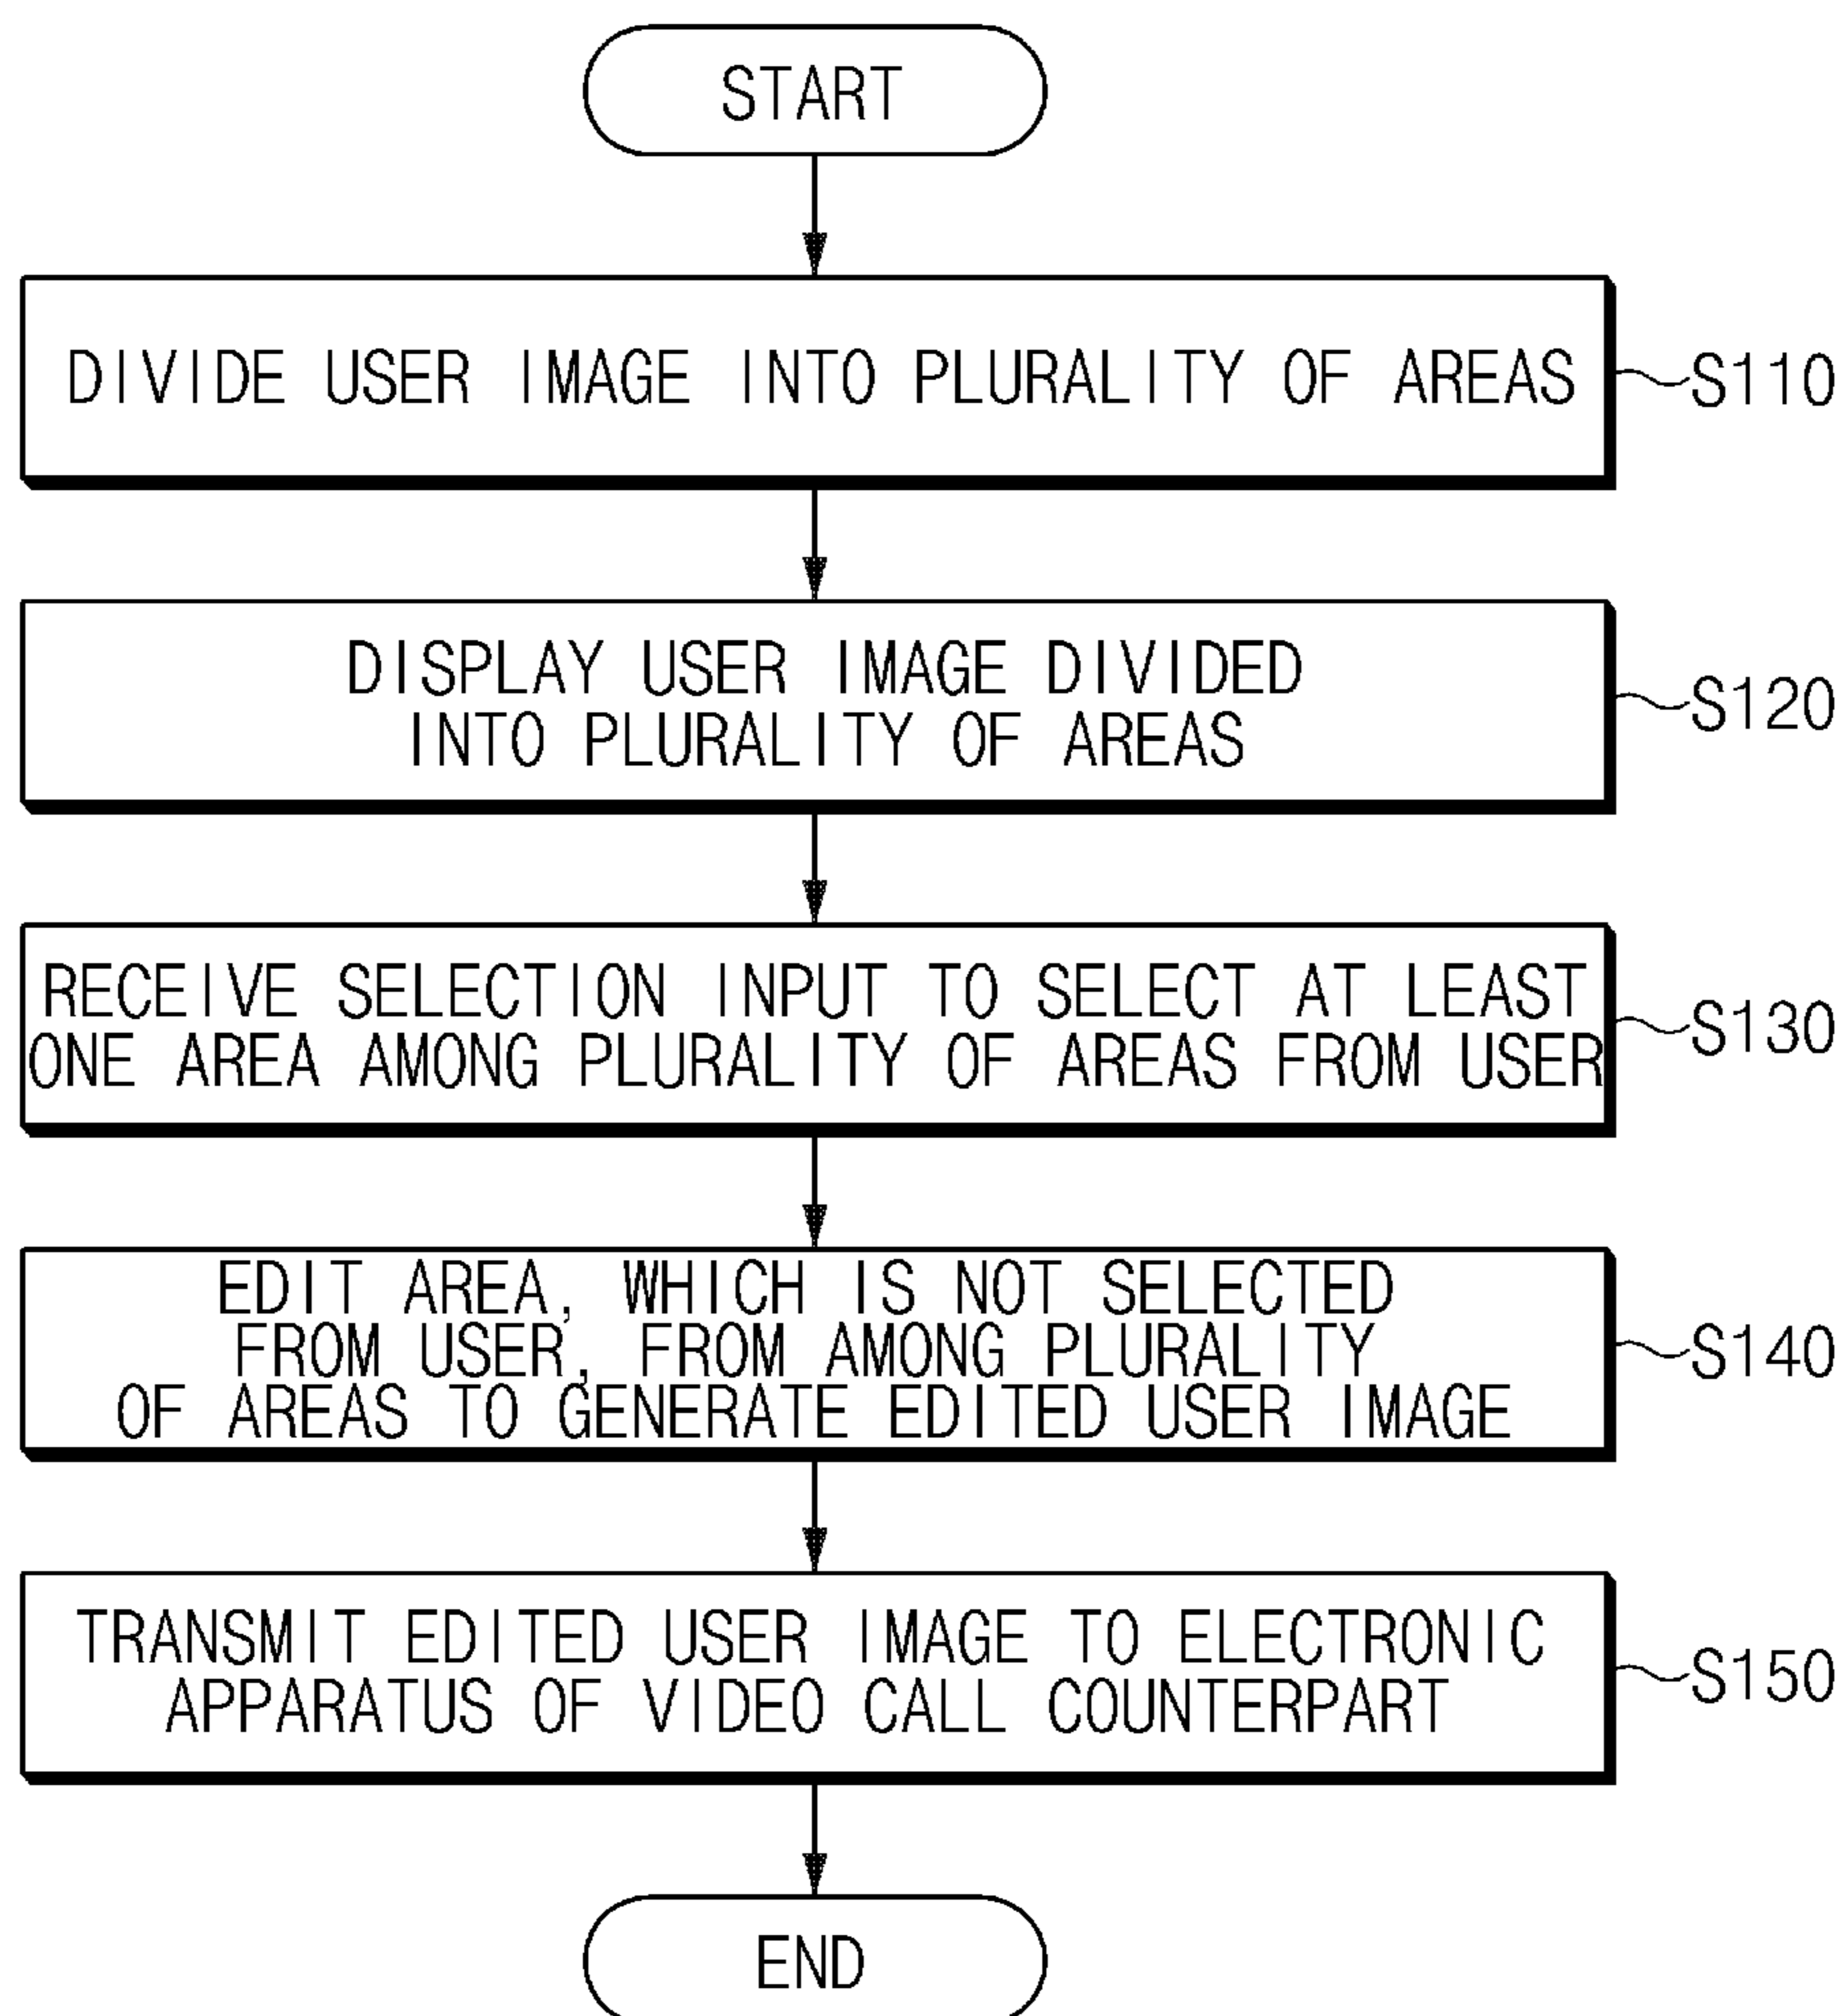 START
DIVIDE USER IMAGE INTO PLURALITY OF AREAS
S110
DISPLAY USER IMAGE DIVIDED
INTO PLURALITY OF AREAS
S120
RECEIVE SELECTION INPUT TO SELECT AT LEAST
ONE AREA AMONG PLURALITY OF AREAS FROM USER
S130
EDIT AREA, WHICH IS NOT SELECTED
FROM USER, FROM AMONG PLURALITY
OF AREAS TO GENERATE EDITED USER IMAGE
S140
TRANSMIT EDITED USER IMAGE TO ELECTRONIC
APPARATUS OF VIDEO CALL COUNTERPART
S150
END